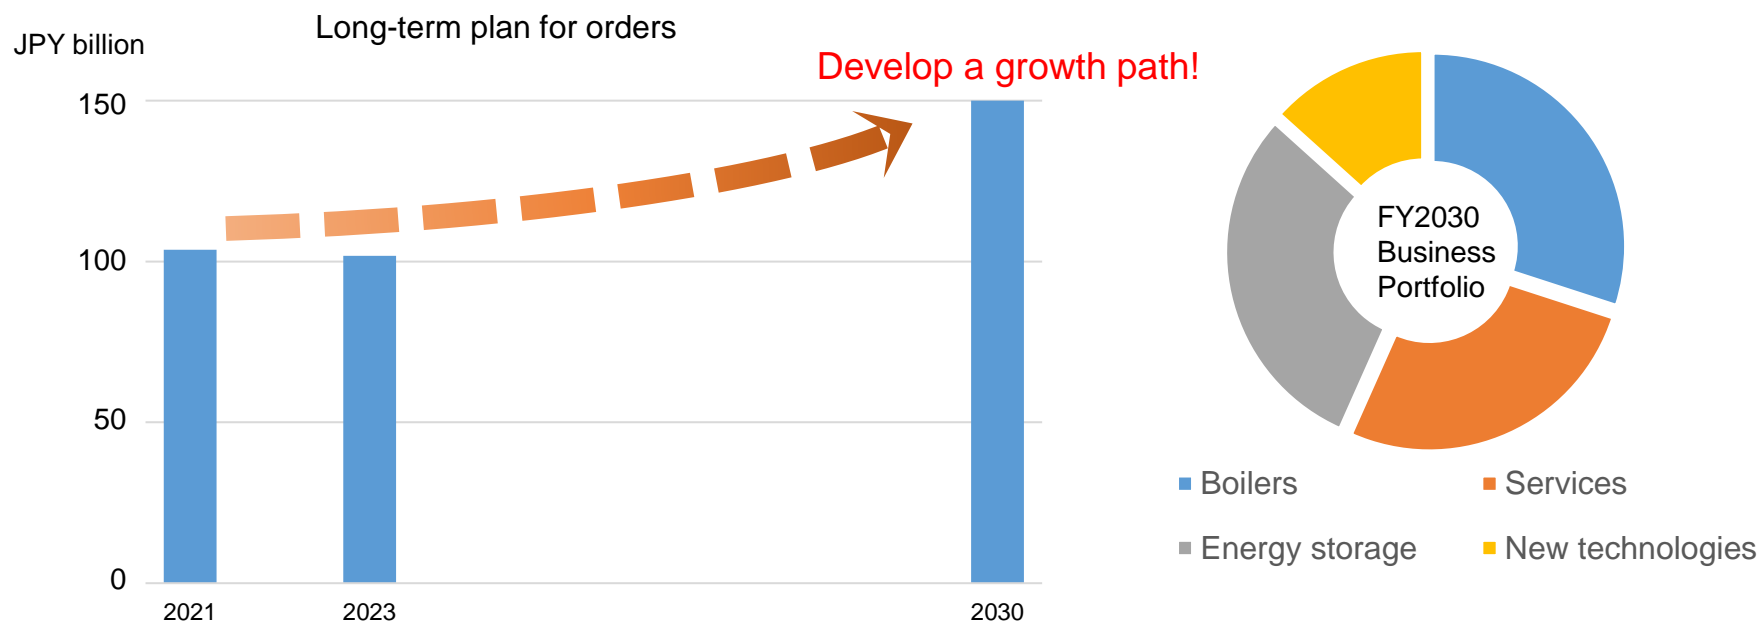 Long-term plan for orders
JPY billion
Develop a growth path!
150
100
50
0
2021
2023
2030
FY2030
Business
Portfolio
Boilers
Services
Energy storage
New technologies